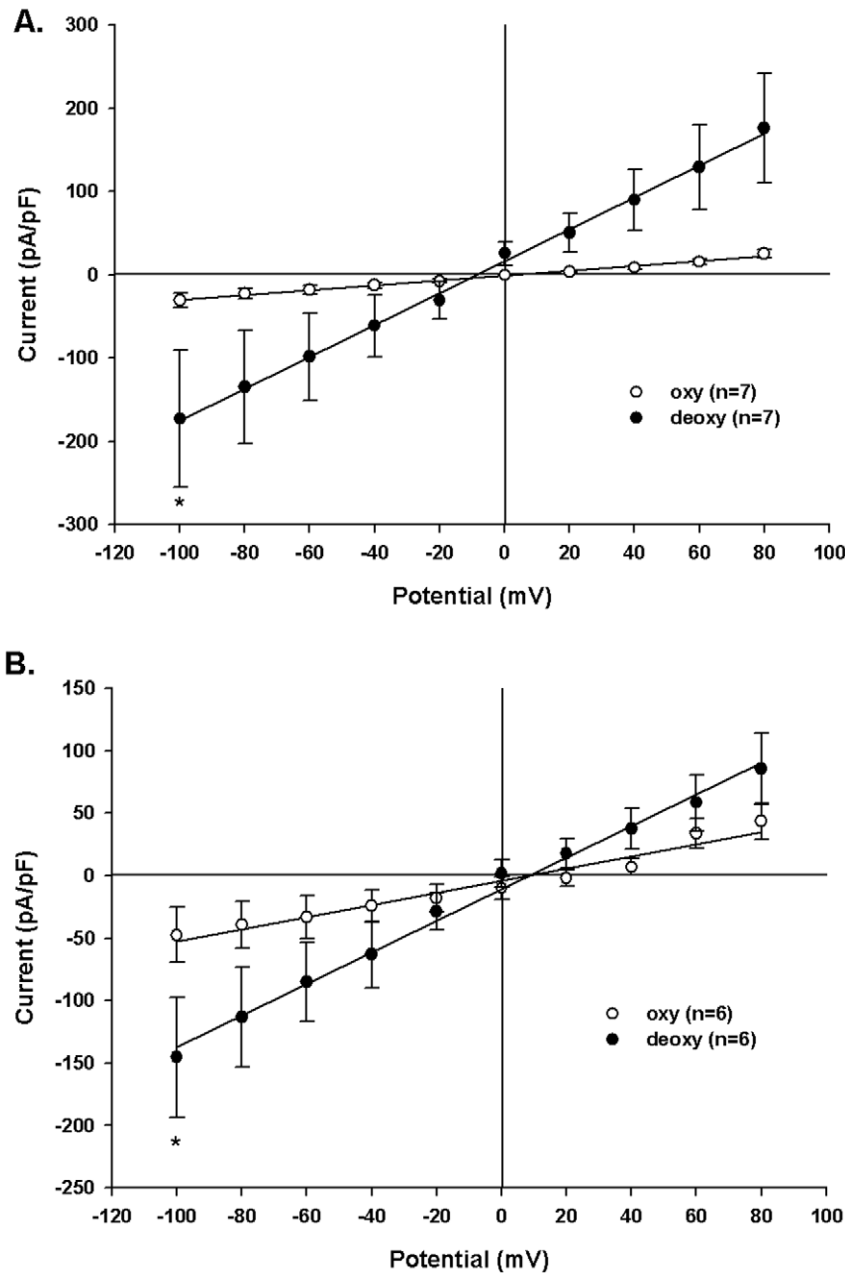 A.
300
200
100
0
-100
-200
-300
Current (pA/pF)
oxy (n=7)
deoxy (n=7)
*
-120 -100 -80 -60 -40 -20 0 20 40 60 80 100
Potential (mV)
B.
150
100
50
0
-50
-100
-150
-200
-250
Current (pA/pF)
oxy (n=6)
deoxy (n=6)
*
-120 -100 -80 -60 -40 -20 0 20 40 60 80 100
Potential (mV)